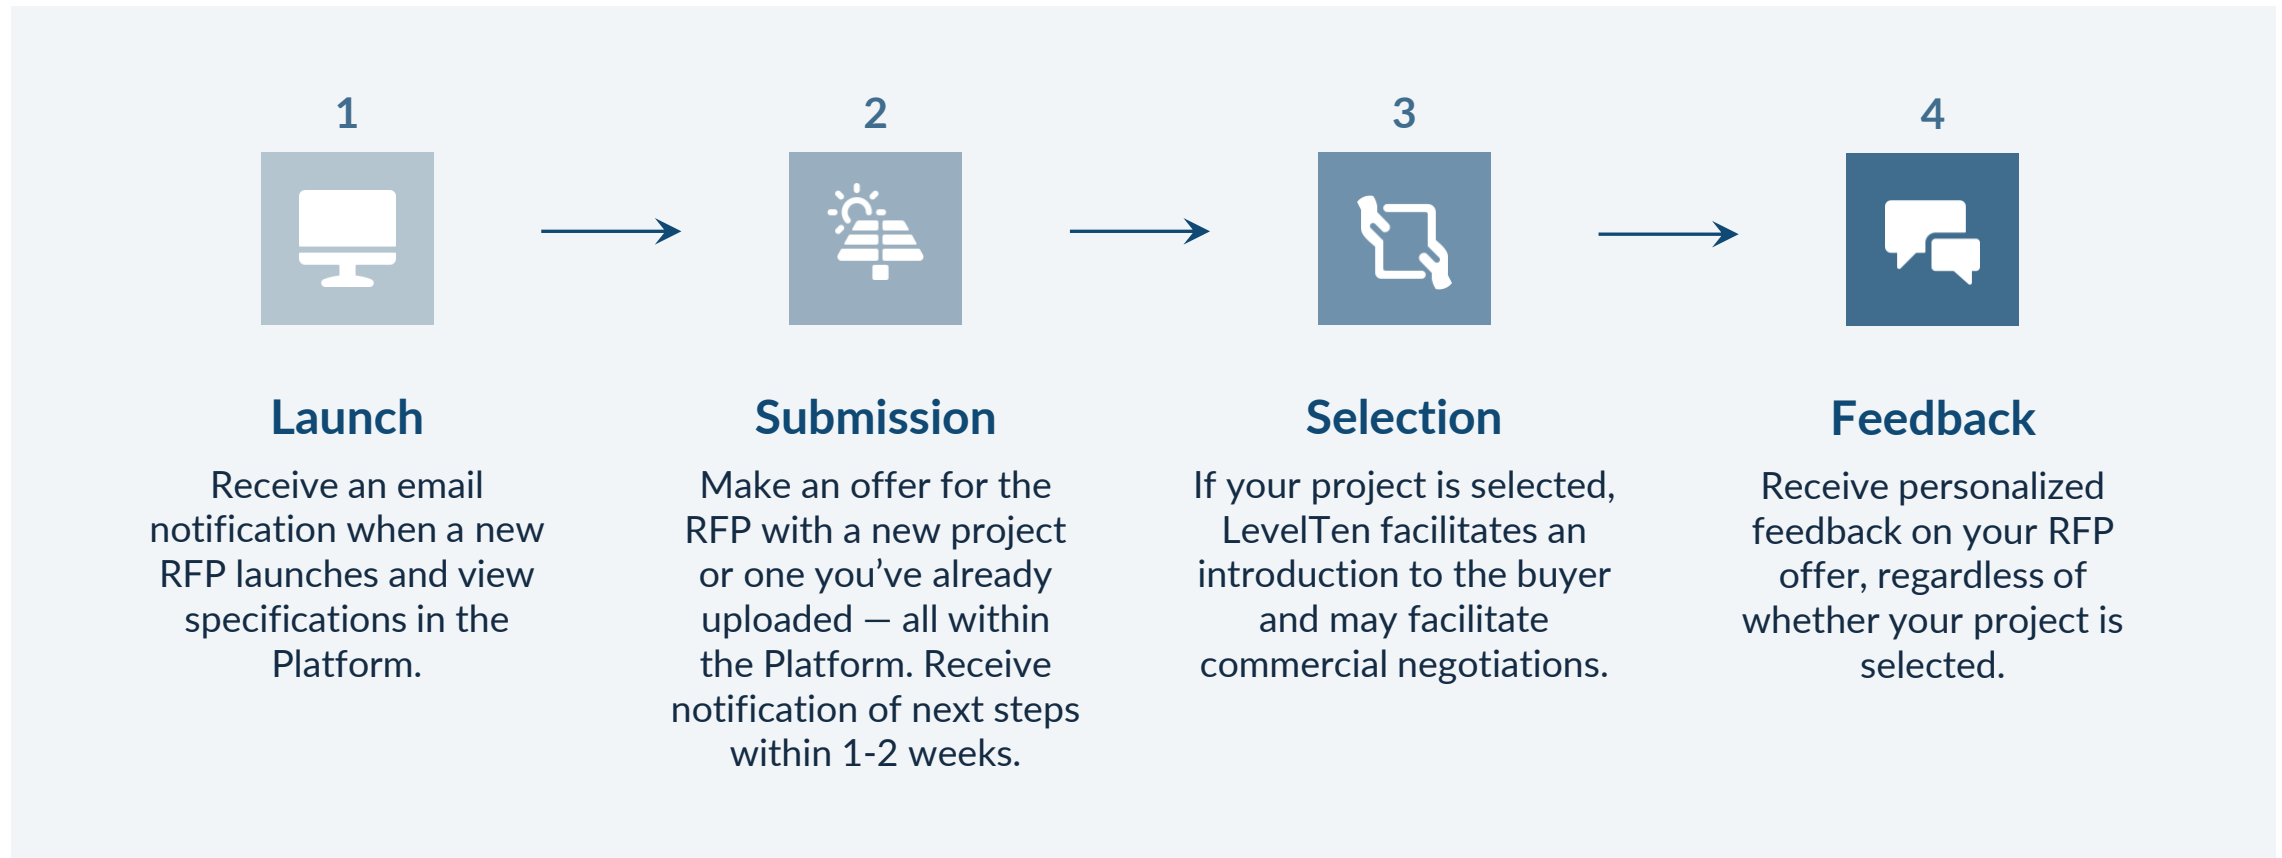 1
Launch
Receive an email
notification when a new
RFP launches and view
specifications in the
Platform.
2
Submission
Make an offer for the
RFP with a new project
or one you’ve already
uploaded — all within
the Platform. Receive
notification of next steps
within 1-2 weeks.
3
Selection
If your project is selected,
LevelTen facilitates an
introduction to the buyer
and may facilitate
commercial negotiations.
4
Feedback
Receive personalized
feedback on your RFP
offer, regardless of
whether your project is
selected.